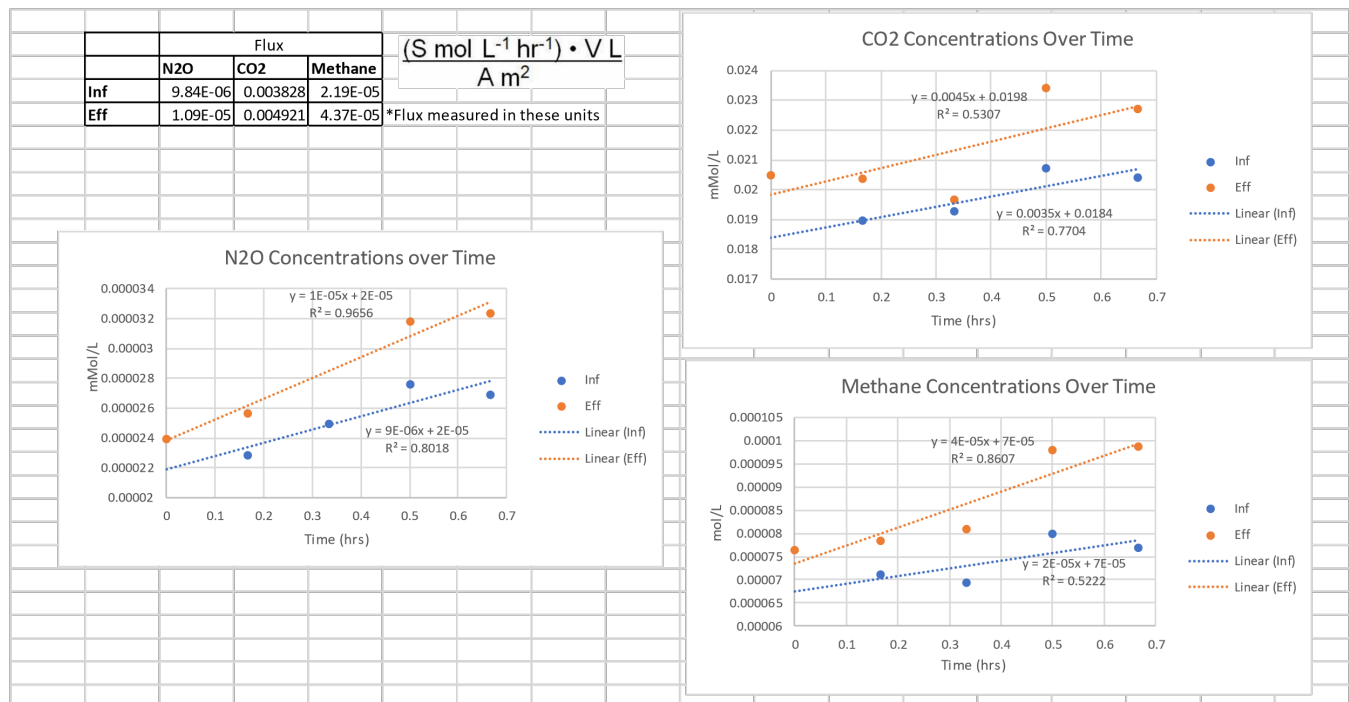 Flux
N2O CO2 Methane
Inf 9.84E-06 0.003828 2.19E-05
Eff 1.09E-05 0.004921 4.37E-05 *Flux measured in these units
(S mol L⁻¹ hr⁻¹) • V L
A m²
CO2 Concentrations Over Time
0.024
0.023
0.022
0.021
0.02
0.019
0.018
0.017
mMol/L
y = 0.0045x + 0.0198
R² = 0.5307
y = 0.0035x + 0.0184
R² = 0.7704
0 0.1 0.2 0.3 0.4 0.5 0.6 0.7
Time (hrs)
Inf
Eff
Linear (Inf)
Linear (Eff)
N2O Concentrations over Time
0.000034
0.000032
0.00003
0.000028
0.000026
0.000024
0.000022
0.00002
mMol/L
y = 1E-05x + 2E-05
R² = 0.9656
y = 9E-06x + 2E-05
R² = 0.8018
0 0.1 0.2 0.3 0.4 0.5 0.6 0.7
Time (hrs)
Inf
Eff
Linear (Inf)
Linear (Eff)
Methane Concentrations Over Time
0.000105
0.0001
0.000095
0.00009
0.000085
0.00008
0.000075
0.00007
0.000065
0.00006
mol/L
y = 4E-05x + 7E-05
R² = 0.8607
y = 2E-05x + 7E-05
R² = 0.5222
0 0.1 0.2 0.3 0.4 0.5 0.6 0.7
Time (hrs)
Inf
Eff
Linear (Inf)
Linear (Eff)